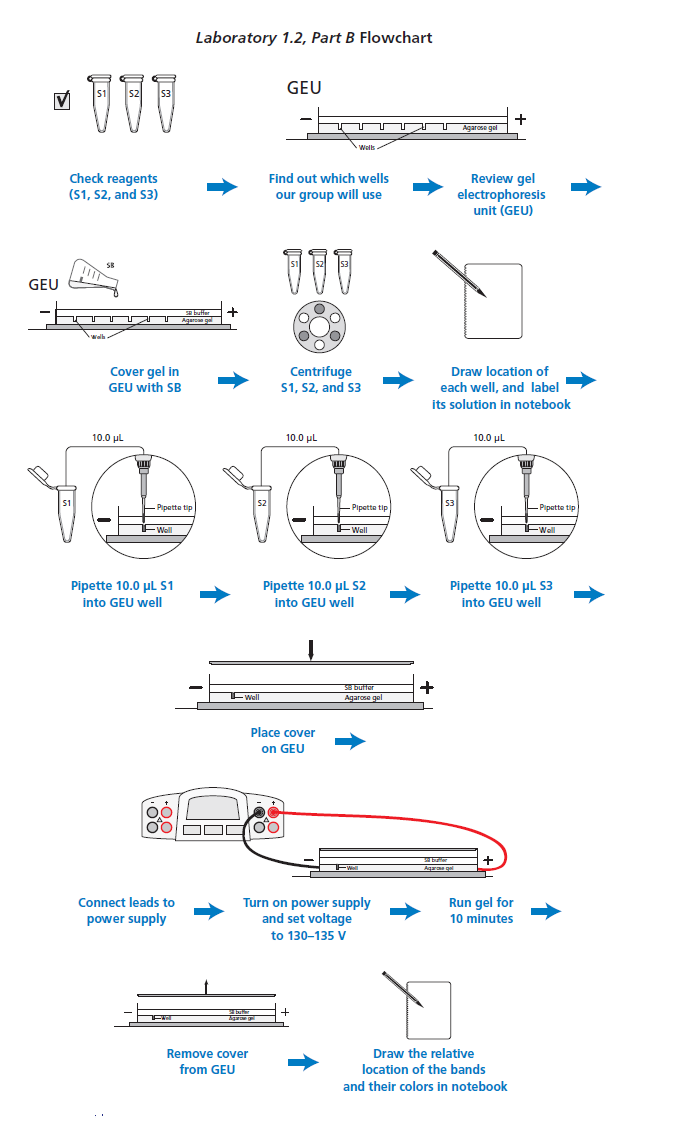 Laboratory 1.2, Part B Flowchart
S1 S2 S3
GEU
− +
Agarose gel
Wells
Check reagents
(S1, S2, and S3)
Find out which wells
our group will use
Review gel
electrophoresis
unit (GEU)
SB
GEU
− +
SB buffer
Agarose gel
Wells
S1 S2 S3
Cover gel in
GEU with SB
Centrifuge
S1, S2, and S3
Draw location of
each well, and label
its solution in notebook
10.0 µL
S1
Pipette tip
−
Well
10.0 µL
S2
Pipette tip
−
Well
10.0 µL
S3
Pipette tip
−
Well
Pipette 10.0 µL S1
into GEU well
Pipette 10.0 µL S2
into GEU well
Pipette 10.0 µL S3
into GEU well
− +
SB buffer
Well Agarose gel
Place cover
on GEU
− + − +
− +
SB buffer
Well Agarose gel
Connect leads to
power supply
Turn on power supply
and set voltage
to 130–135 V
Run gel for
10 minutes
− +
SB buffer
Well Agarose gel
Remove cover
from GEU
Draw the relative
location of the bands
and their colors in notebook